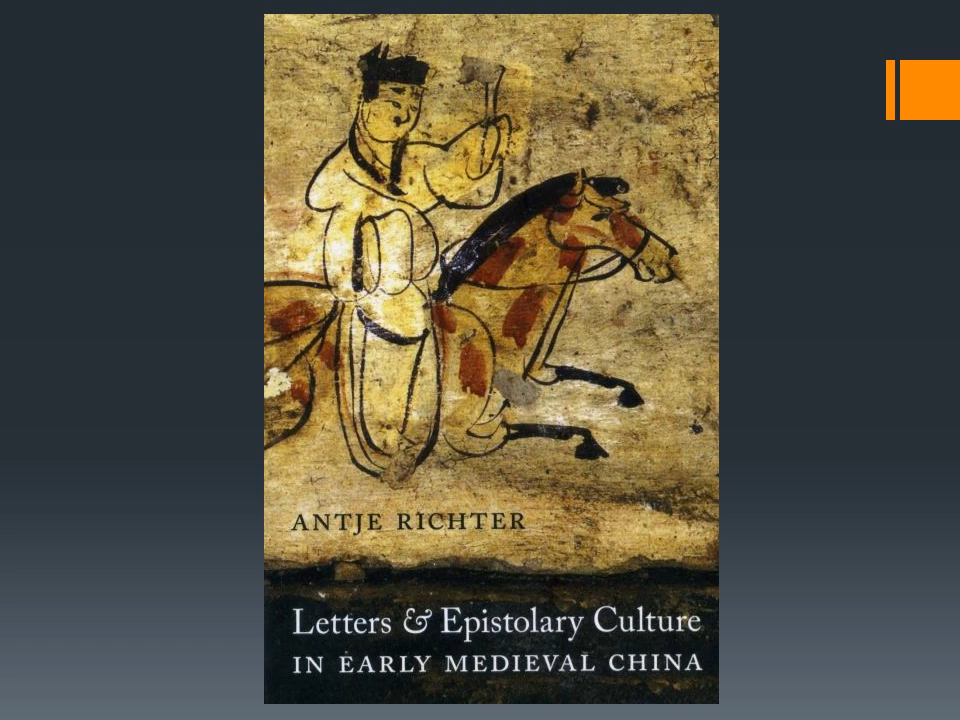 ANTJE RICHTER
Letters & Epistolary Culture
IN EARLY MEDIEVAL CHINA